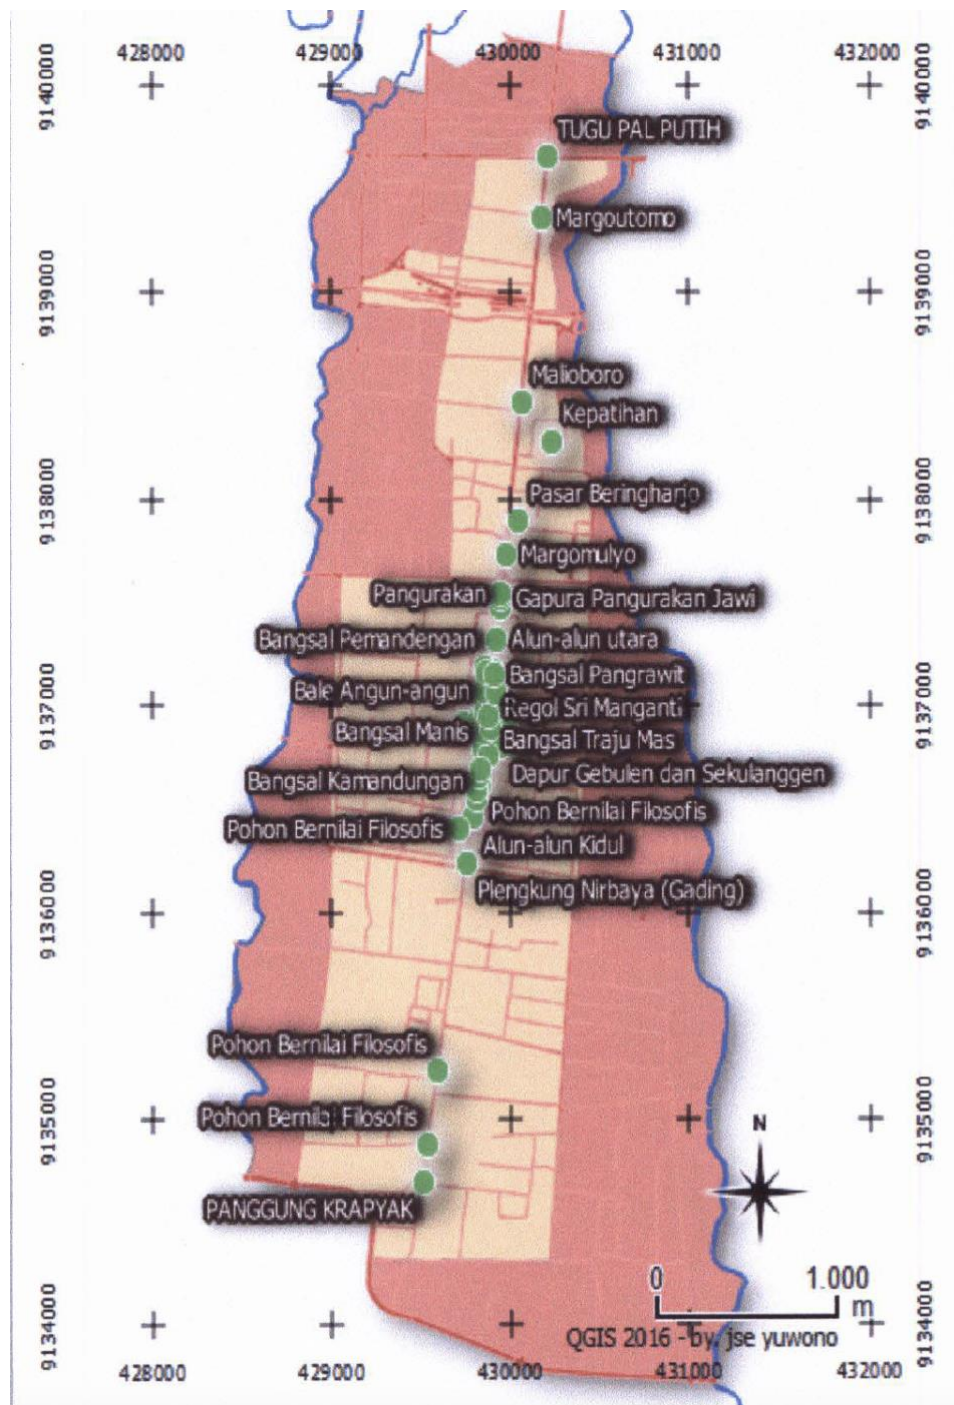 428000 429000 430000 431000 432000
9140000 9140000
TUGU PAL PUTIH
Margoutomo
9139000 9139000
Malioboro
Kepatihan
9138000 9138000
Pasar Beringharjo
Margomulyo
Pangurakan Gapura Pangurakan Jawi
Bangsal Pemandengan Alun-alun utara
Bangsal Pangrawit
Bale Angun-angun Regol Sri Manganti
9137000 9137000
Bangsal Manis Bangsal Traju Mas
Bangsal Kamandungan Dapur Gebulen dan Sekulanggen
Pohon Bernilai Filosofis Pohon Bernilai Filosofis
Alun-alun Kidul
Plengkung Nirbaya (Gading)
9136000 9136000
Pohon Bernilai Filosofis
Pohon Bernilai Filosofis
9135000 9135000
N
PANGGUNG KRAPYAK
0 1.000
m
9134000 9134000
QGIS 2016 - by. jse yuwono
428000 429000 430000 431000 432000